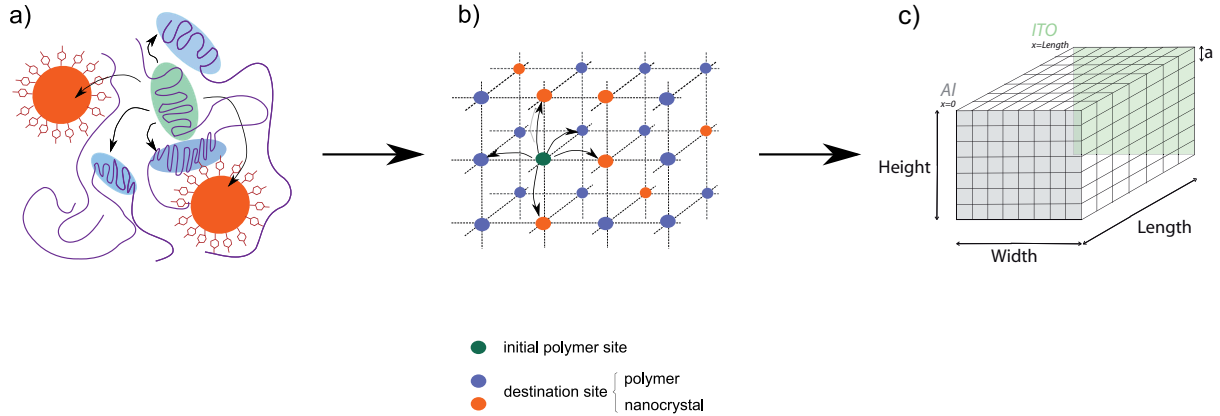 a)
b)
c)
ITO
x=Length
a
Al
x=0
Height
Length
Width
initial polymer site
destination site
polymer
nanocrystal